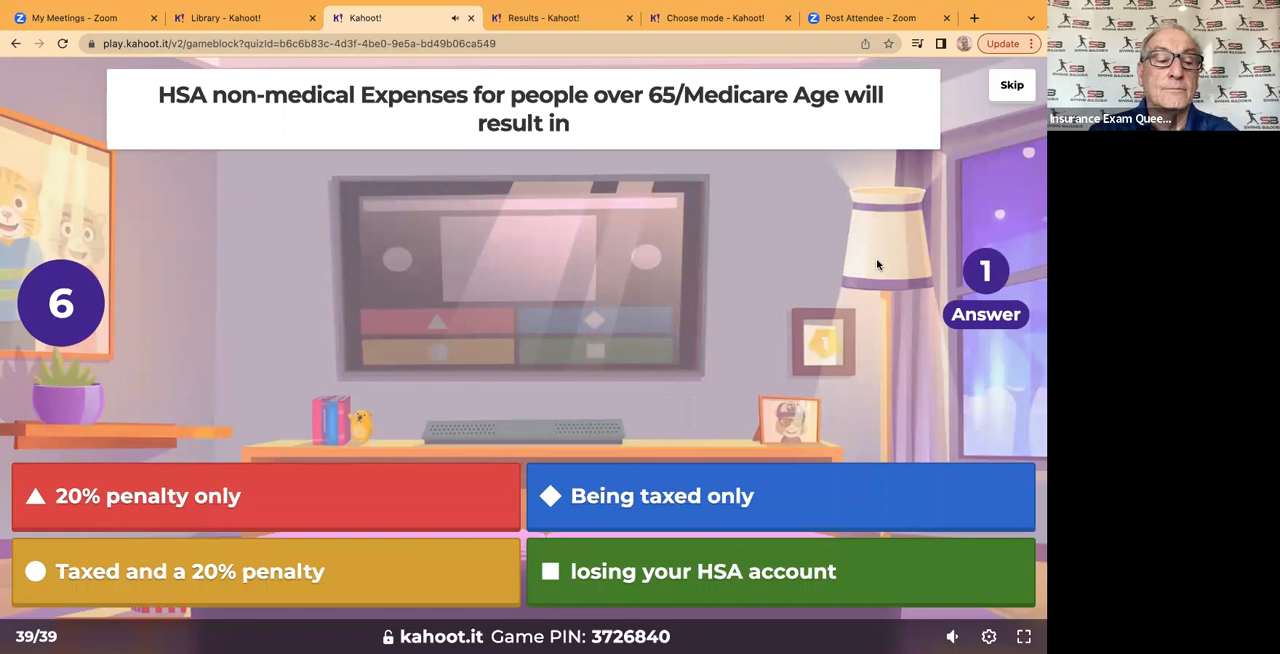 My Meetings - Zoom
Library - Kahoot!
Kahoot!
Results - Kahoot!
Choose mode - Kahoot!
Post Attendee - Zoom
play.kahoot.it/v2/gameblock?quizId=b6c6b83c-4d3f-4be0-9e5a-bd49b06ca549
Update
HSA non-medical Expenses for people over 65/Medicare Age will
result in
Skip
Insurance Exam Quee...
6
1
Answer
1
20% penalty only
Being taxed only
Taxed and a 20% penalty
losing your HSA account
39/39
kahoot.it Game PIN: 3726840